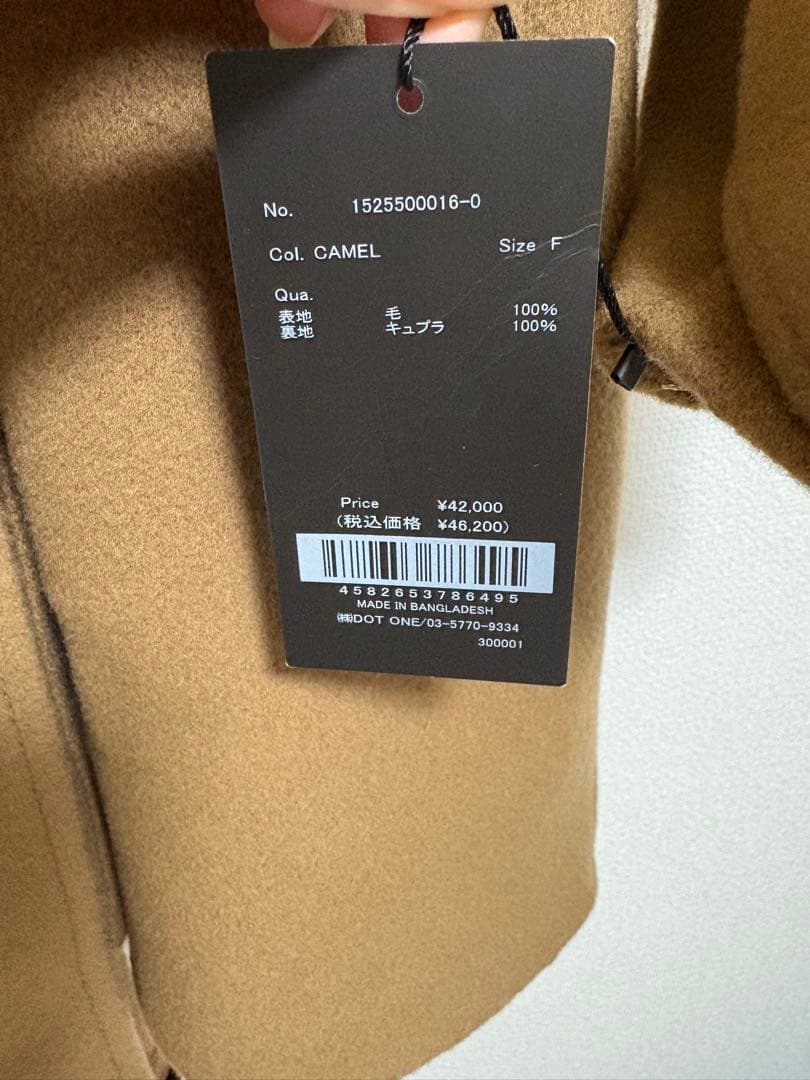 No. 1525500016-0
Col. CAMEL Size F
Qua.
表地 毛 100%
裏地 キュプラ 100%
Price ¥42,000
(税込価格 ¥46,200)
4582653786495
MADE IN BANGLADESH
㈱DOT ONE/03-5770-9334
300001